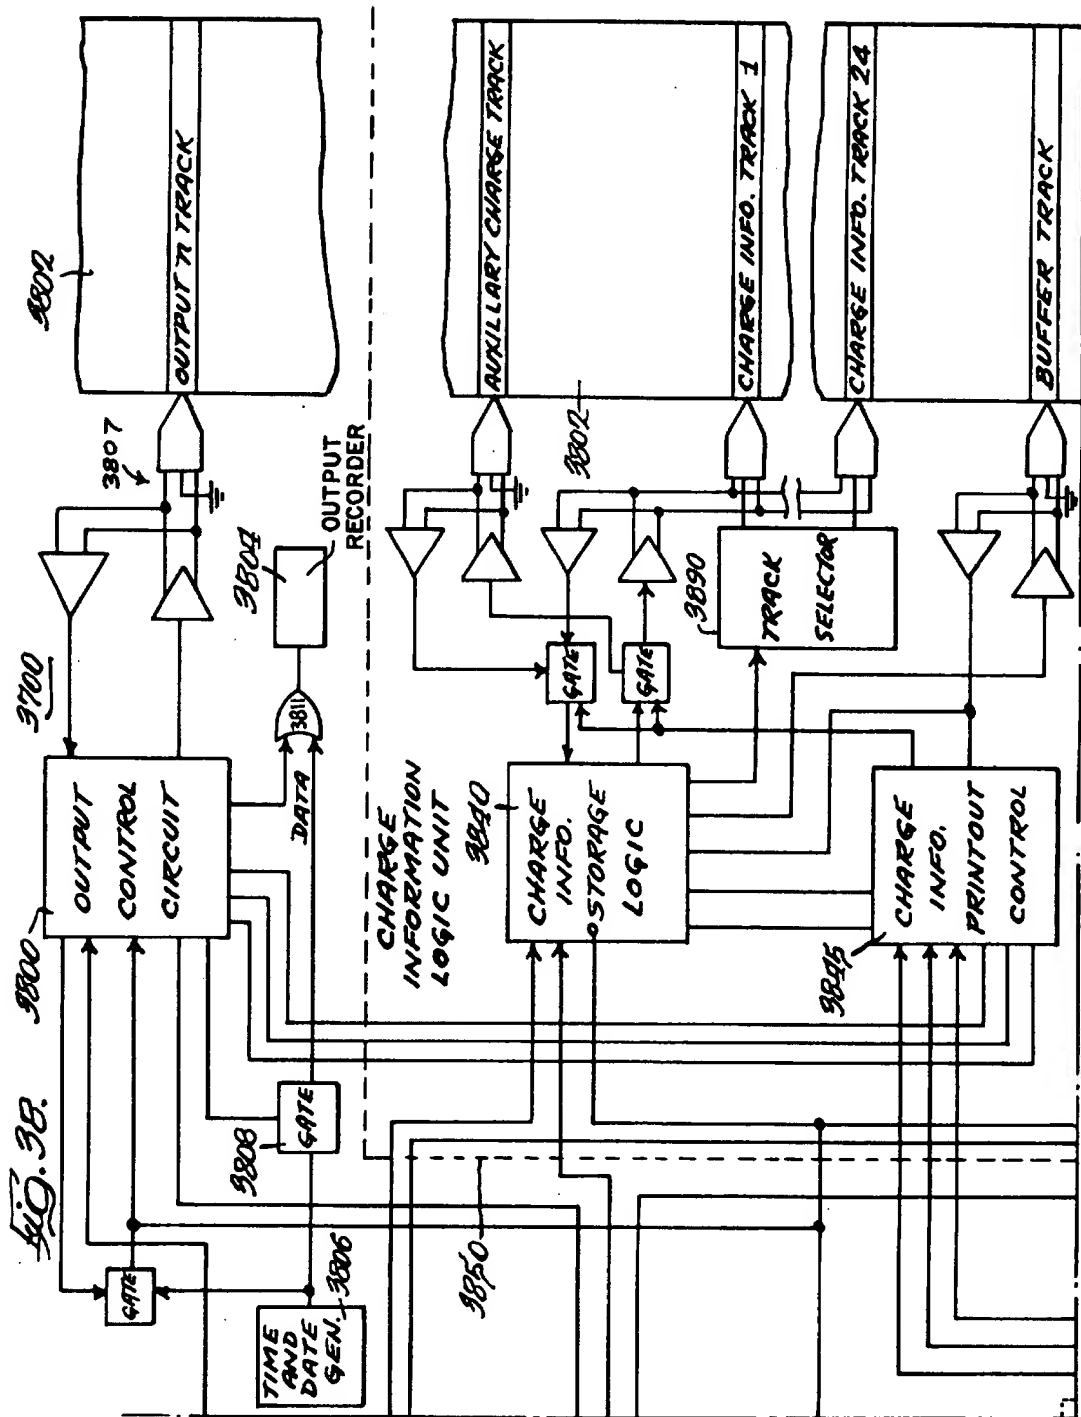 Fig. 38.
3700
3800
OUTPUT
CONTROL
CIRCUIT
3807
3802
OUTPUT n TRACK
GATE
TIME
AND
DATE
GEN.
3806
3808
GATE
DATA
3811
3804
OUTPUT
RECORDER
3850
CHARGE
INFORMATION
LOGIC UNIT
3840
CHARGE
INFO.
STORAGE
LOGIC
GATE
GATE
3890
TRACK
SELECTOR
3802
AUXILLARY CHARGE TRACK
CHARGE INFO. TRACK 1
CHARGE INFO. TRACK 24
BUFFER TRACK
3845
CHARGE
INFO.
PRINTOUT
CONTROL